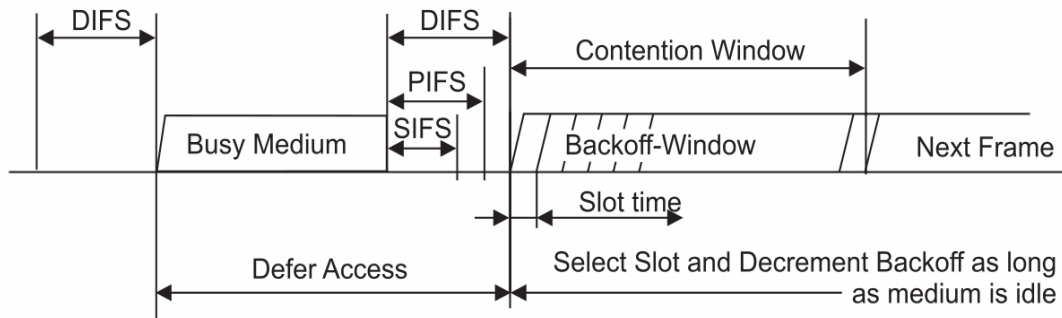 DIFS
DIFS
Contention Window
PIFS
SIFS
Busy Medium
Backoff-Window
Next Frame
Slot time
Defer Access
Select Slot and Decrement Backoff as long
as medium is idle